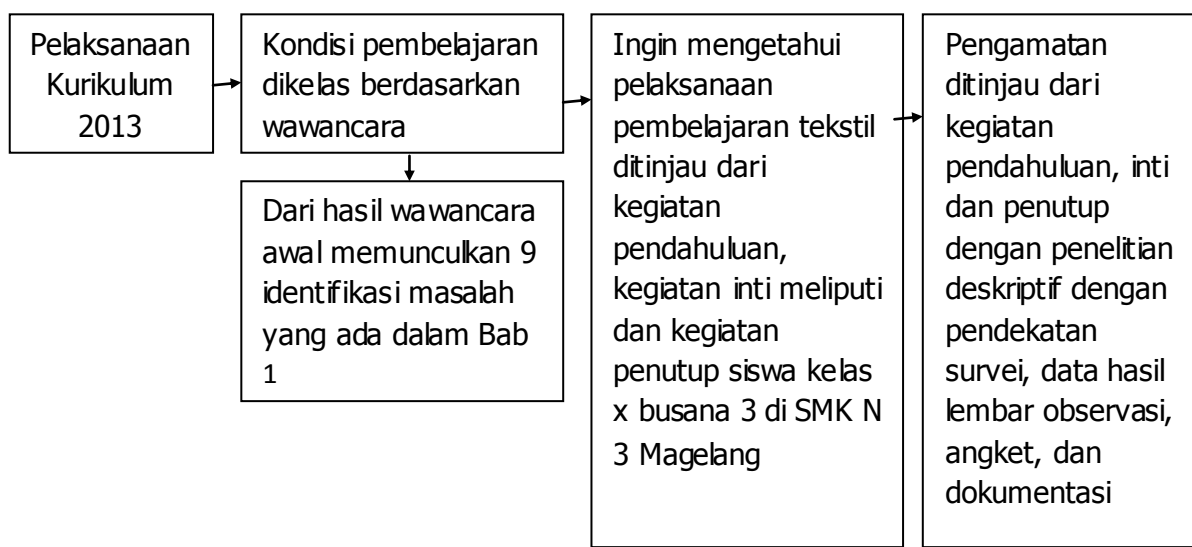 Pelaksanaan
Kurikulum
2013
Kondisi pembelajaran
dikelas berdasarkan
wawancara
Dari hasil wawancara
awal memunculkan 9
identifikasi masalah
yang ada dalam Bab
1
Ingin mengetahui
pelaksanaan
pembelajaran tekstil
ditinjau dari
kegiatan
pendahuluan,
kegiatan inti meliputi
dan kegiatan
penutup siswa kelas
x busana 3 di SMK N
3 Magelang
Pengamatan
ditinjau dari
kegiatan
pendahuluan, inti
dan penutup
dengan penelitian
deskriptif dengan
pendekatan
survei, data hasil
lembar observasi,
angket, dan
dokumentasi